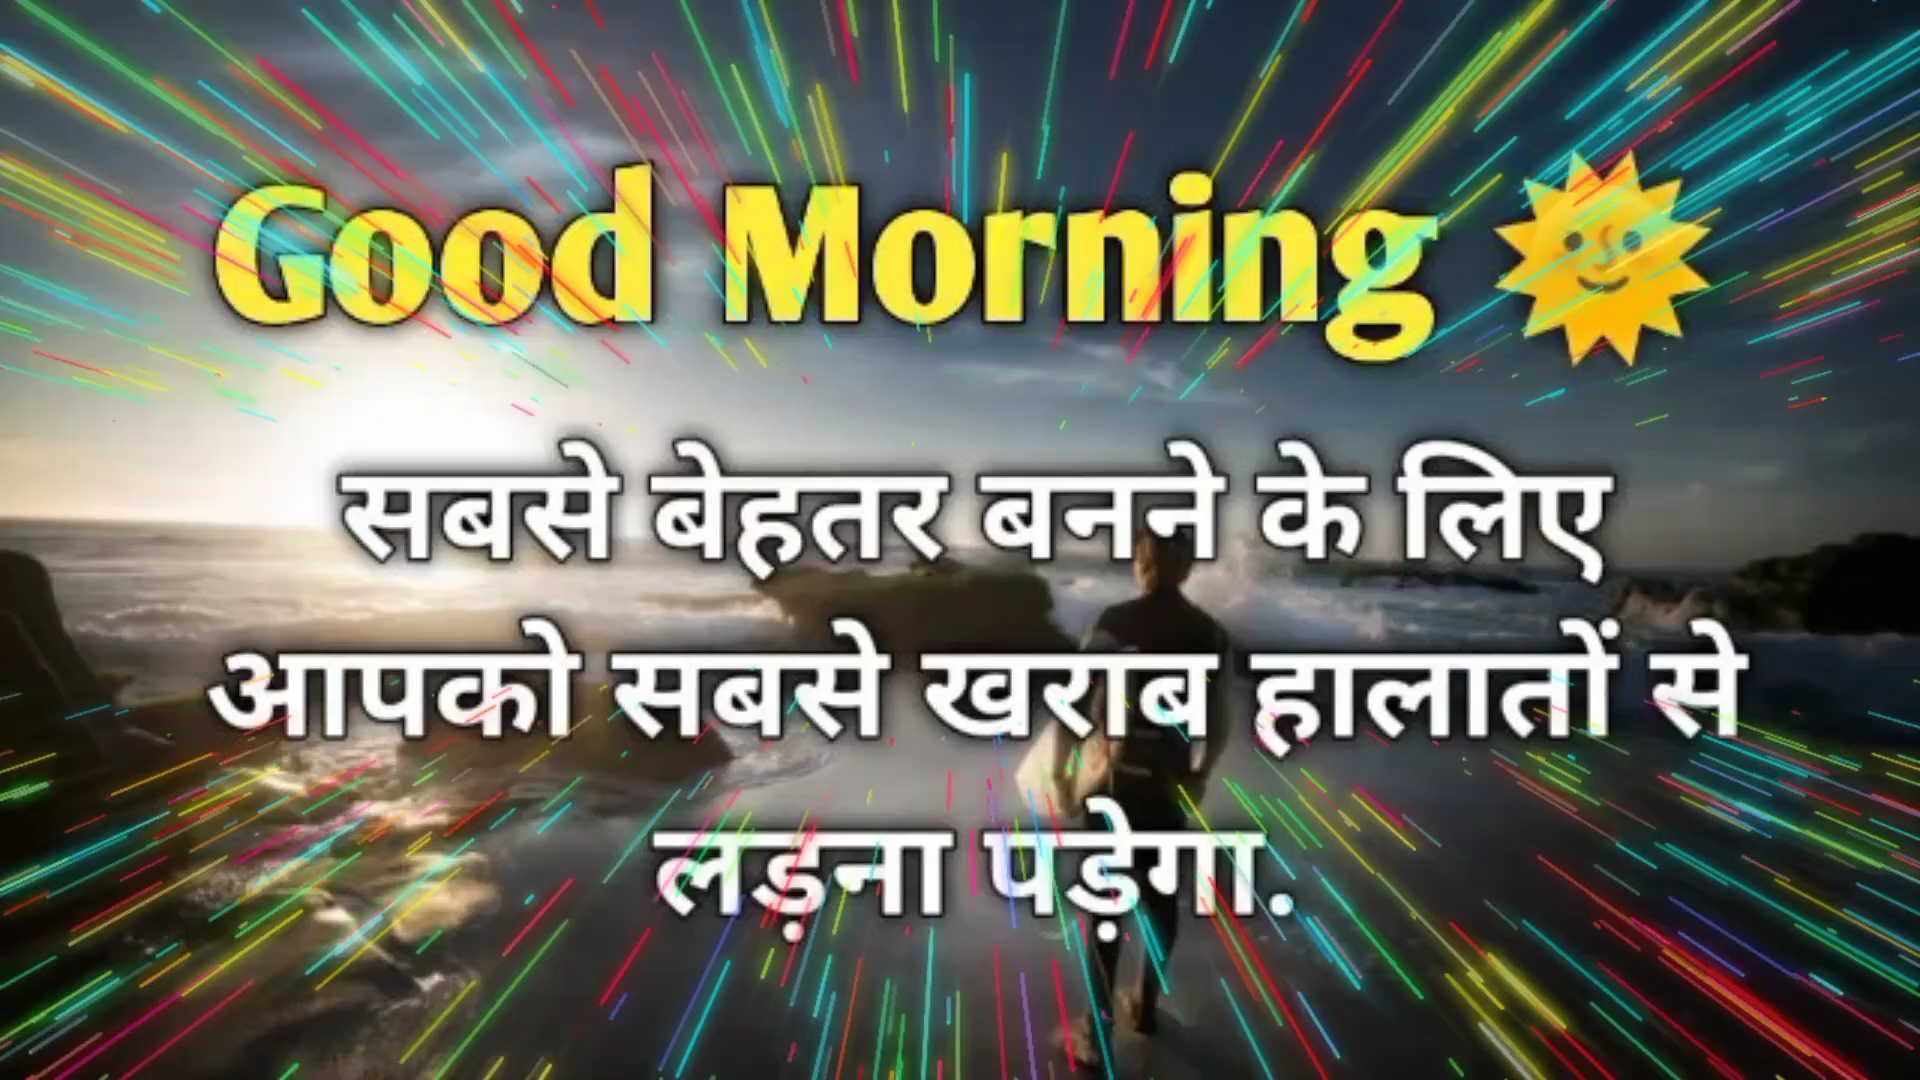 Good Morning 🌞
सबसे बेहतर बनने के लिए
आपको सबसे खराब हालातों से
लड़ना पड़ेगा.